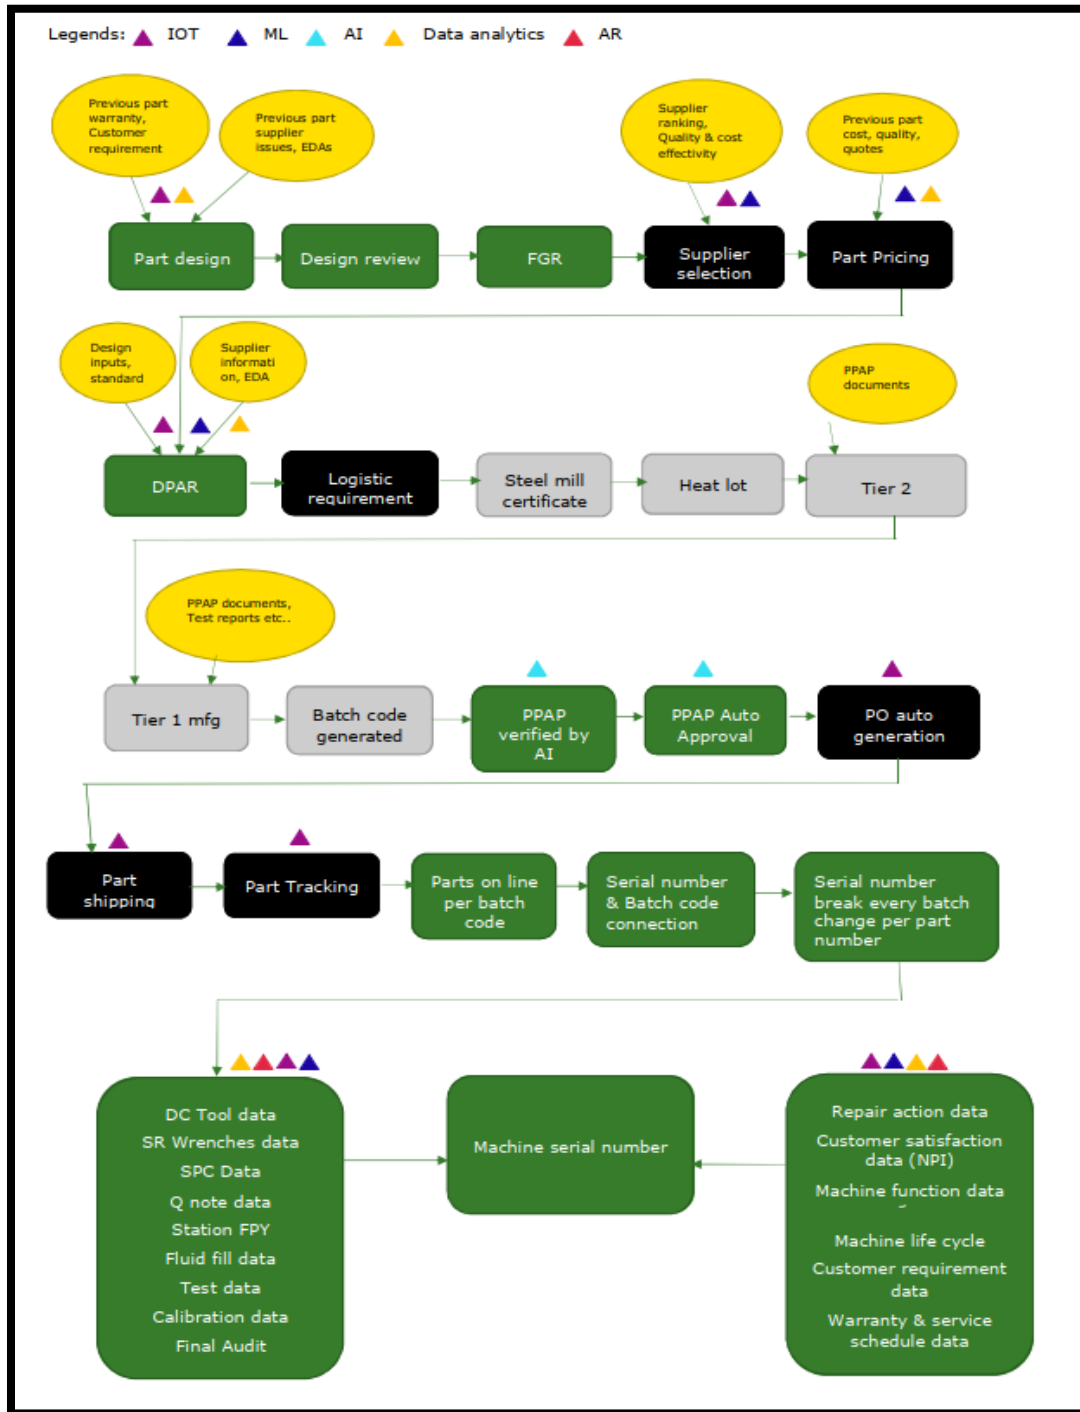 Legends: IOT ML AI Data analytics AR
Previous part
warranty,
Customer
requirement
Previous part
supplier
issues, EDAs
Supplier
ranking,
Quality & cost
effectivity
Previous part
cost, quality,
quotes
Part design
Design review
FGR
Supplier
selection
Part Pricing
Design
inputs,
standard
Supplier
informati
on, EDA
PPAP
documents
DPAR
Logistic
requirement
Steel mill
certificate
Heat lot
Tier 2
PPAP documents,
Test reports etc..
Tier 1 mfg
Batch code
generated
PPAP
verified by
AI
PPAP Auto
Approval
PO auto
generation
Part
shipping
Part Tracking
Parts on line
per batch
code
Serial number
& Batch code
connection
Serial number
break every batch
change per part
number
DC Tool data
SR Wrenches data
SPC Data
Q note data
Station FPY
Fluid fill data
Test data
Calibration data
Final Audit
Machine serial number
Repair action data
Customer satisfaction
data (NPI)
Machine function data
Machine life cycle
Customer requirement
data
Warranty & service
schedule data